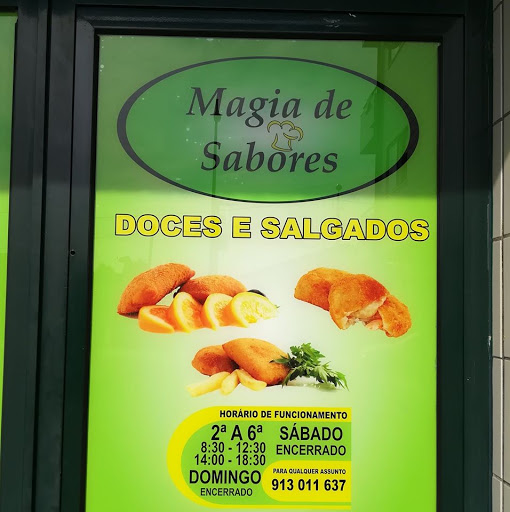 Magia de
Sabores
DOCES E SALGADOS
HORÁRIO DE FUNCIONAMENTO
2ª A 6ª
8:30 - 12:30
14:00 - 18:30
DOMINGO
ENCERRADO
SÁBADO
ENCERRADO
PARA QUALQUER ASSUNTO
913 011 637